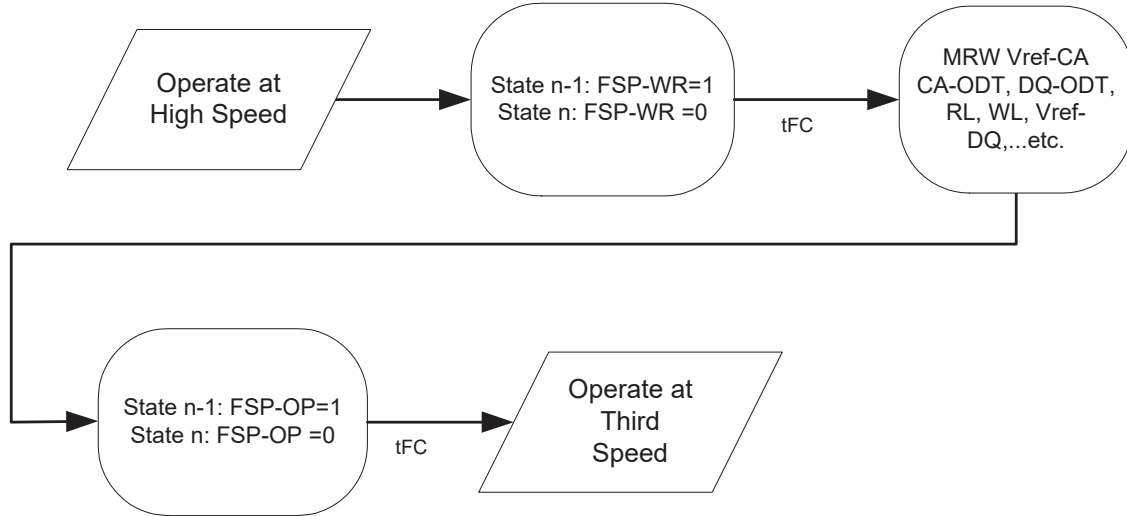 Operate at
High Speed
State n-1: FSP-WR=1
State n: FSP-WR =0
tFC
MRW Vref-CA
CA-ODT, DQ-ODT,
RL, WL, Vref-
DQ,...etc.
State n-1: FSP-OP=1
State n: FSP-OP =0
tFC
Operate at
Third
Speed